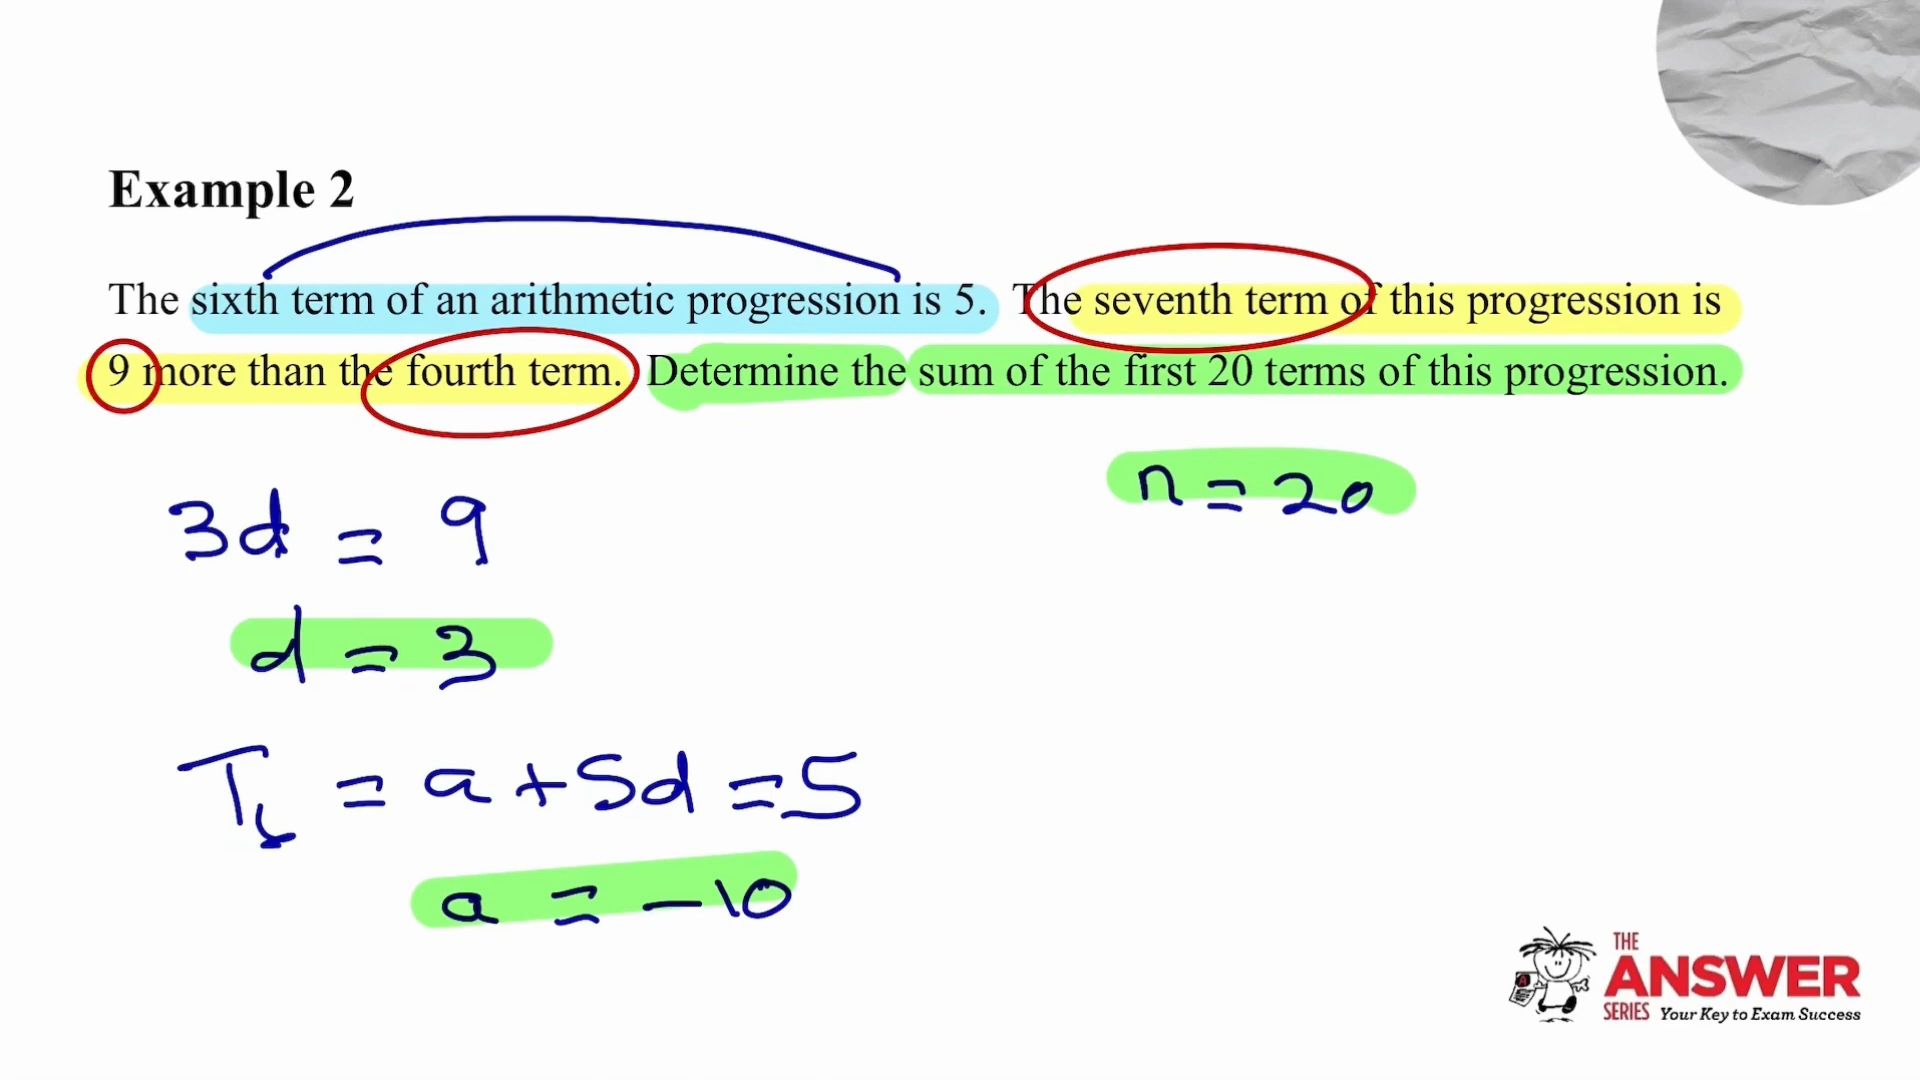 Example 2
The sixth term of an arithmetic progression is 5. The seventh term of this progression is
9 more than the fourth term. Determine the sum of the first 20 terms of this progression.
n = 20
3d = 9
d = 3
T₆ = a + 5d = 5
a = -10
THE
ANSWER
SERIES Your Key to Exam Success